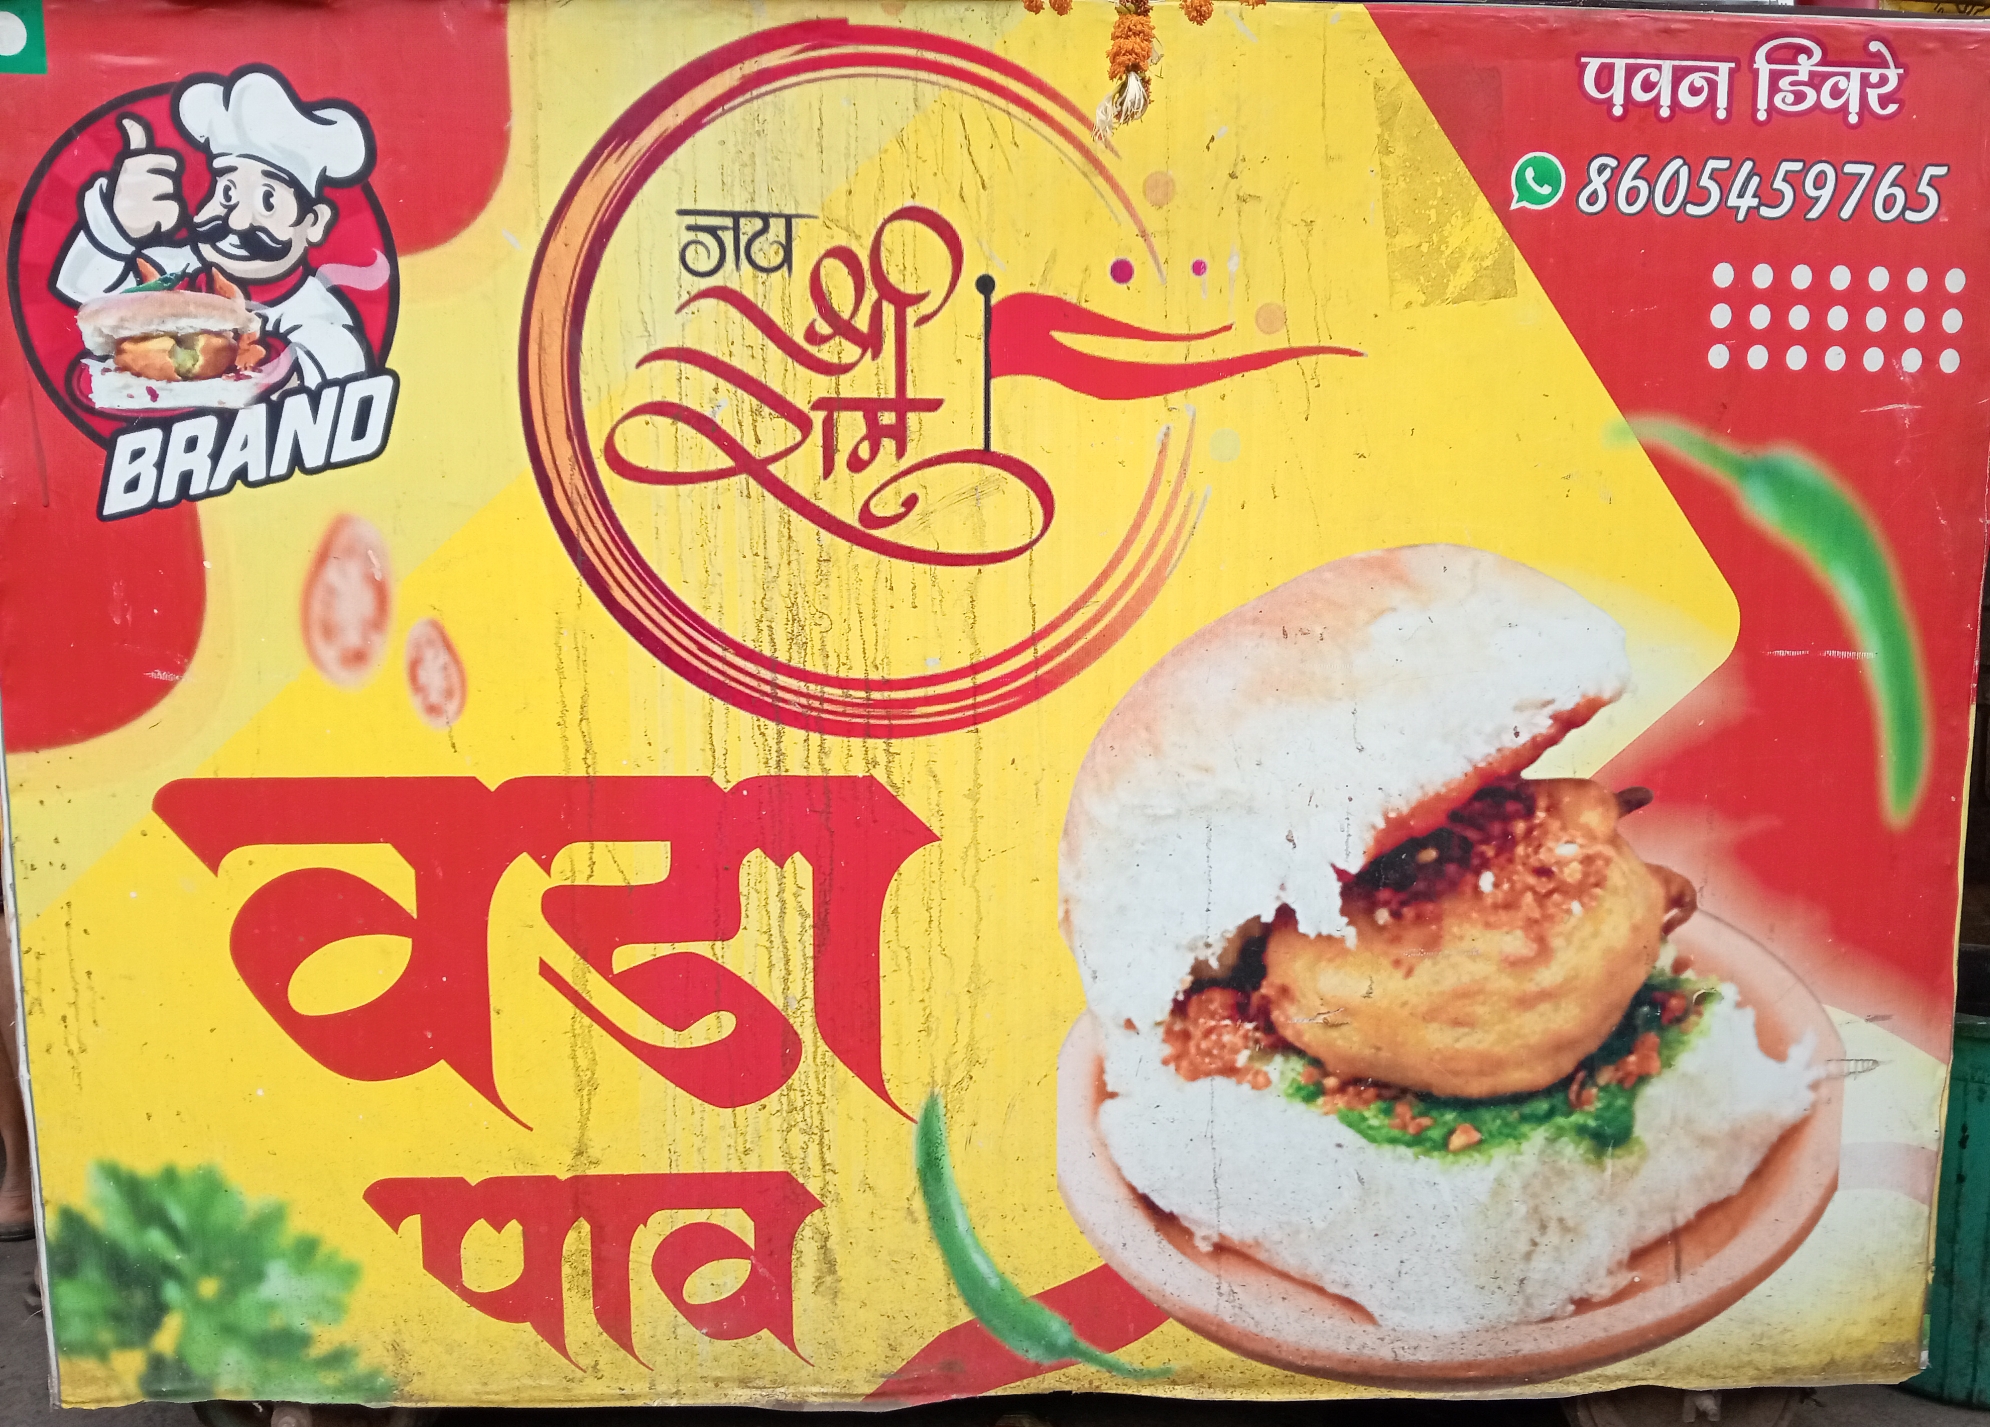 BRAND
जय
श्री
राम
पवन डिवरे
8605459765
वडा
पाव